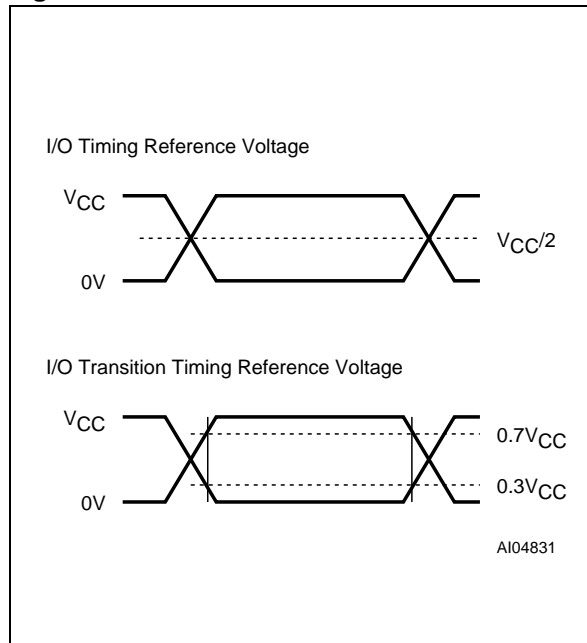 I/O Timing Reference Voltage
VCC
VCC/2
0V
I/O Transition Timing Reference Voltage
VCC
0.7VCC
0.3VCC
0V
AI04831